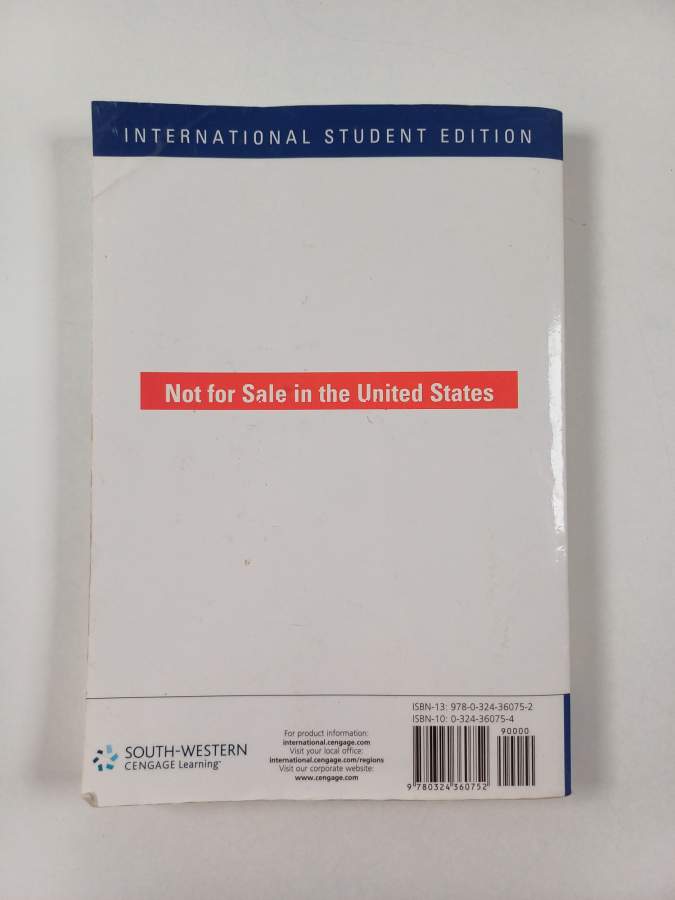 INTERNATIONAL STUDENT EDITION
Not for Sale in the United States
ISBN-13: 978-0-324-36075-2
ISBN-10: 0-324-36075-4
90000
9 780324 360752
For product information:
international.cengage.com
Visit your local office:
international.cengage.com/regions
Visit our corporate website:
www.cengage.com
SOUTH-WESTERN
CENGAGE Learning™